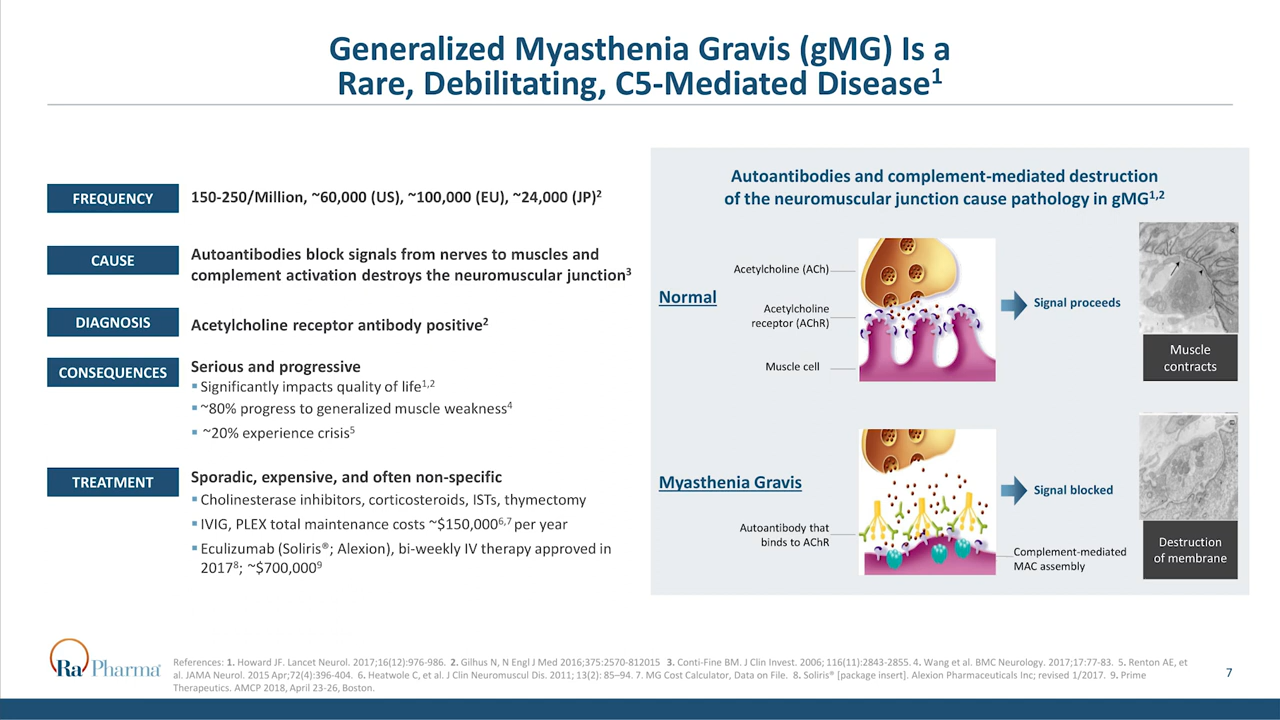 Generalized Myasthenia Gravis (gMG) Is a
Rare, Debilitating, C5-Mediated Disease1
FREQUENCY
150-250/Million, ~60,000 (US), ~100,000 (EU), ~24,000 (JP)2
CAUSE
Autoantibodies block signals from nerves to muscles and
complement activation destroys the neuromuscular junction3
DIAGNOSIS
Acetylcholine receptor antibody positive2
CONSEQUENCES
Serious and progressive
▪ Significantly impacts quality of life1,2
▪ ~80% progress to generalized muscle weakness4
▪ ~20% experience crisis5
TREATMENT
Sporadic, expensive, and often non-specific
▪ Cholinesterase inhibitors, corticosteroids, ISTs, thymectomy
▪ IVIG, PLEX total maintenance costs ~$150,0006,7 per year
▪ Eculizumab (Soliris®; Alexion), bi-weekly IV therapy approved in
20178; ~$700,0009
Autoantibodies and complement-mediated destruction
of the neuromuscular junction cause pathology in gMG1,2
Normal
Acetylcholine (ACh)
Acetylcholine
receptor (AChR)
Muscle cell
Signal proceeds
Muscle
contracts
Myasthenia Gravis
Autoantibody that
binds to AChR
Signal blocked
Complement-mediated
MAC assembly
Destruction
of membrane
Ra Pharma
References: 1. Howard JF. Lancet Neurol. 2017;16(12):976-986. 2. Gilhus N, N Engl J Med 2016;375:2570-812015 3. Conti-Fine BM. J Clin Invest. 2006; 116(11):2843-2855. 4. Wang et al. BMC Neurology. 2017;17:77-83. 5. Renton AE, et
al. JAMA Neurol. 2015 Apr;72(4):396-404. 6. Heatwole C, et al. J Clin Neuromuscul Dis. 2011; 13(2): 85–94. 7. MG Cost Calculator, Data on File. 8. Soliris® [package insert]. Alexion Pharmaceuticals Inc; revised 1/2017. 9. Prime
Therapeutics. AMCP 2018, April 23-26, Boston.
7